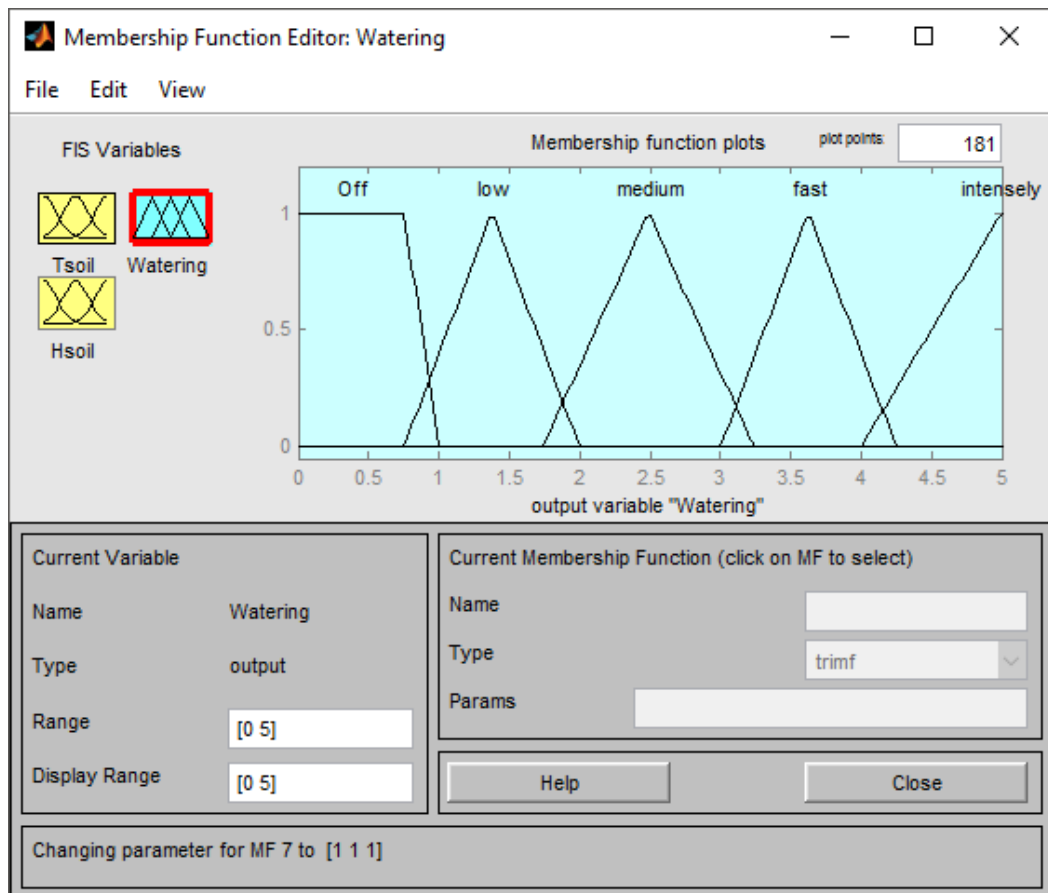 Membership Function Editor: Watering
File Edit View
FIS Variables
Tsoil Watering
Hsoil
Membership function plots plot points: 181
Off low medium fast intensely
1
0.5
0
0 0.5 1 1.5 2 2.5 3 3.5 4 4.5 5
output variable "Watering"
Current Variable
Name Watering
Type output
Range [0 5]
Display Range [0 5]
Current Membership Function (click on MF to select)
Name
Type trimf
Params
Help Close
Changing parameter for MF 7 to [1 1 1]